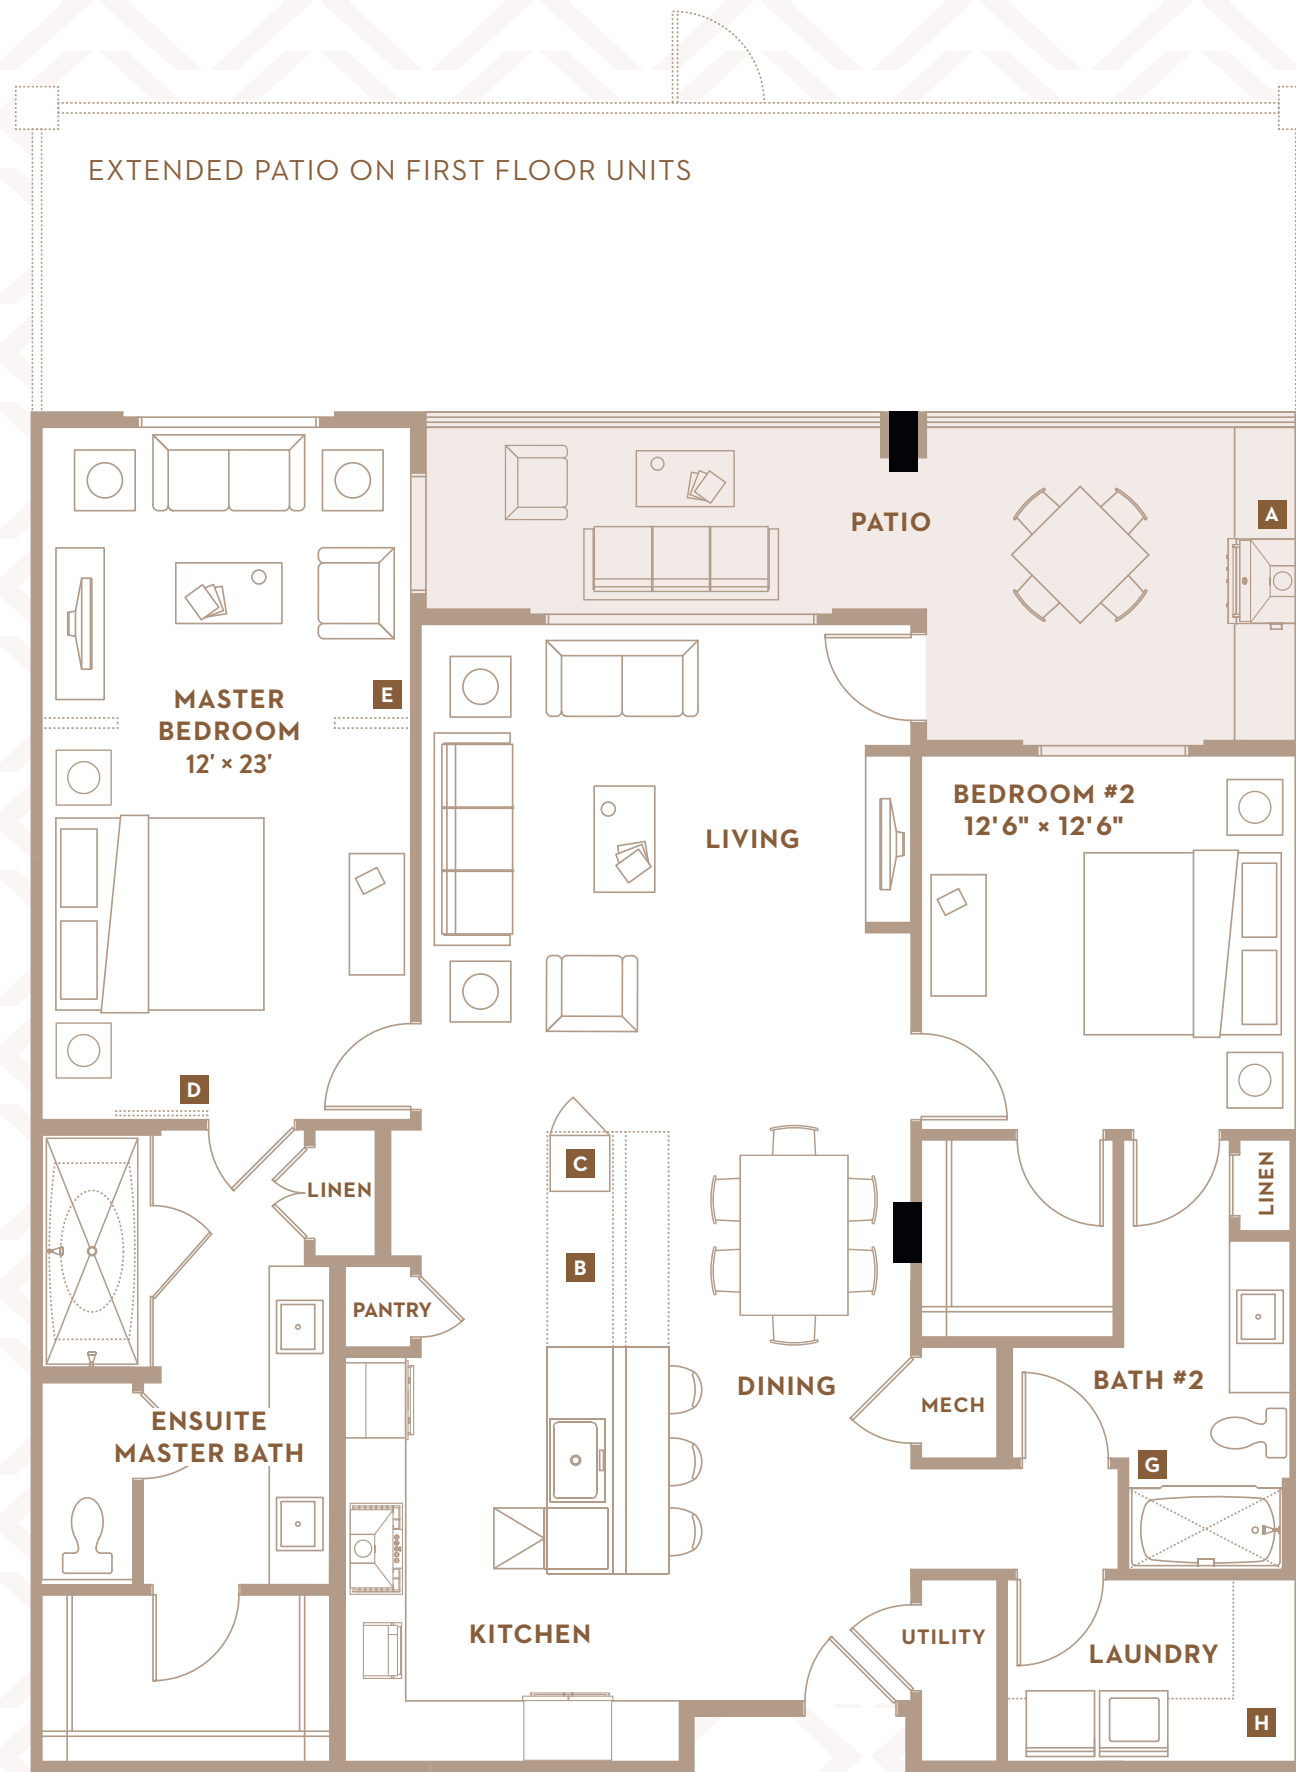 EXTENDED PATIO ON FIRST FLOOR UNITS
A
PATIO
E
MASTER
BEDROOM
12' × 23'
BEDROOM #2
12'6" × 12'6"
LIVING
D
C
LINEN
LINEN
B
PANTRY
DINING
BATH #2
MECH
ENSUITE
MASTER BATH
G
KITCHEN
UTILITY
LAUNDRY
H